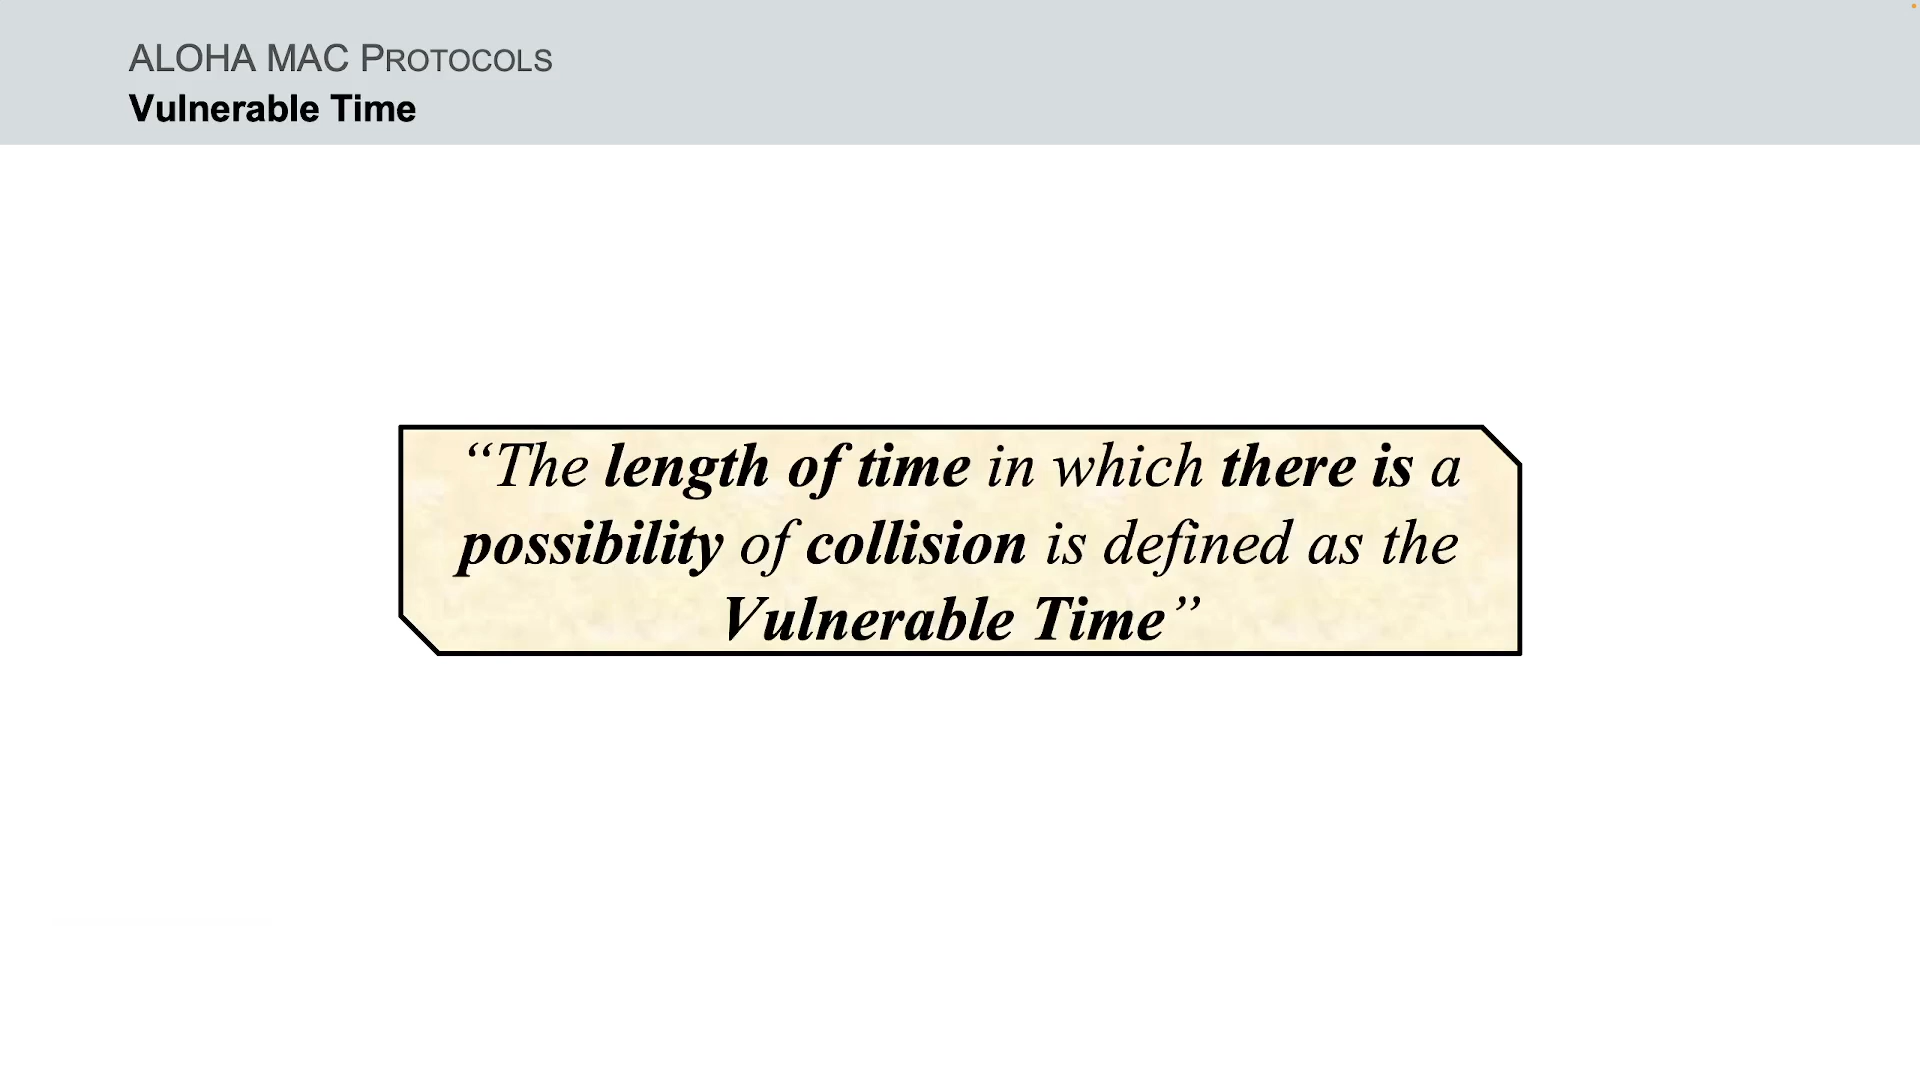 ALOHA MAC PROTOCOLS
Vulnerable Time
“The length of time in which there is a
possibility of collision is defined as the
Vulnerable Time”